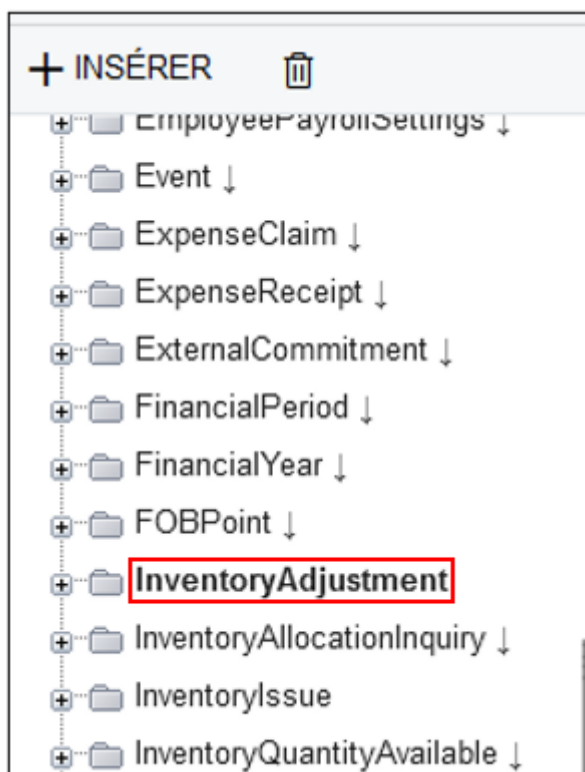 + INSÉRER
EmployeePayrollSettings ↓
Event ↓
ExpenseClaim ↓
ExpenseReceipt ↓
ExternalCommitment ↓
FinancialPeriod ↓
FinancialYear ↓
FOBPoint ↓
InventoryAdjustment
InventoryAllocationInquiry ↓
InventoryIssue
InventoryQuantityAvailable ↓